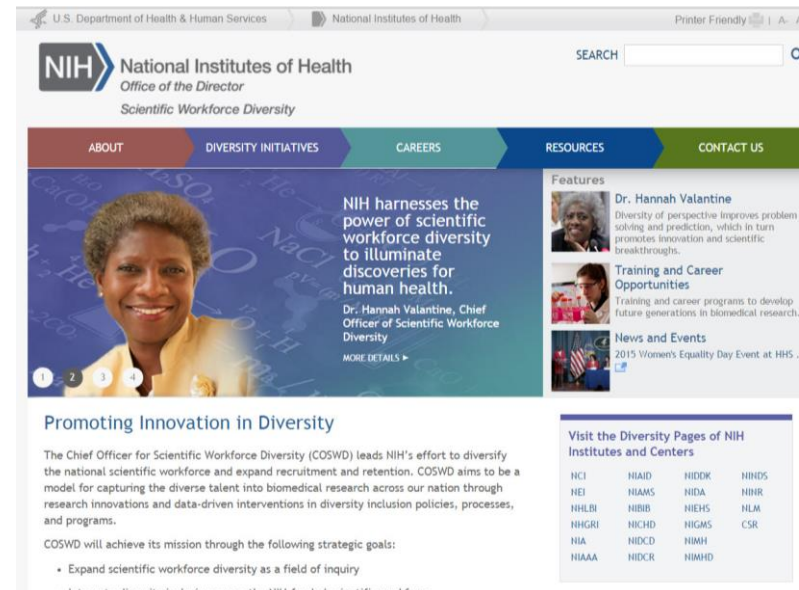 U.S. Department of Health & Human Services
National Institutes of Health
Printer Friendly | A-
NIH
National Institutes of Health
Office of the Director
Scientific Workforce Diversity
SEARCH
ABOUT
DIVERSITY INITIATIVES
CAREERS
RESOURCES
CONTACT US
NIH harnesses the
power of scientific
workforce diversity
to illuminate
discoveries for
human health.
Dr. Hannah Valantine, Chief
Officer of Scientific Workforce
Diversity
MORE DETAILS ►
1 2 3 4
Features
Dr. Hannah Valantine
Diversity of perspective improves problem
solving and prediction, which in turn
promotes innovation and scientific
breakthroughs.
Training and Career
Opportunities
Training and career programs to develop
future generations in biomedical research.
News and Events
2015 Women's Equality Day Event at HHS
Promoting Innovation in Diversity
The Chief Officer for Scientific Workforce Diversity (COSWD) leads NIH's effort to diversify
the national scientific workforce and expand recruitment and retention. COSWD aims to be a
model for capturing the diverse talent into biomedical research across our nation through
research innovations and data-driven interventions in diversity inclusion policies, processes,
and programs.
COSWD will achieve its mission through the following strategic goals:
• Expand scientific workforce diversity as a field of inquiry
Visit the Diversity Pages of NIH
Institutes and Centers
NCI NIAID NIDDK NINDS
NEI NIAMS NIDA NINR
NHLBI NIBIB NIEHS NLM
NHGRI NICHD NIGMS CSR
NIA NIDCD NIMH
NIAAA NIDCR NIMHD